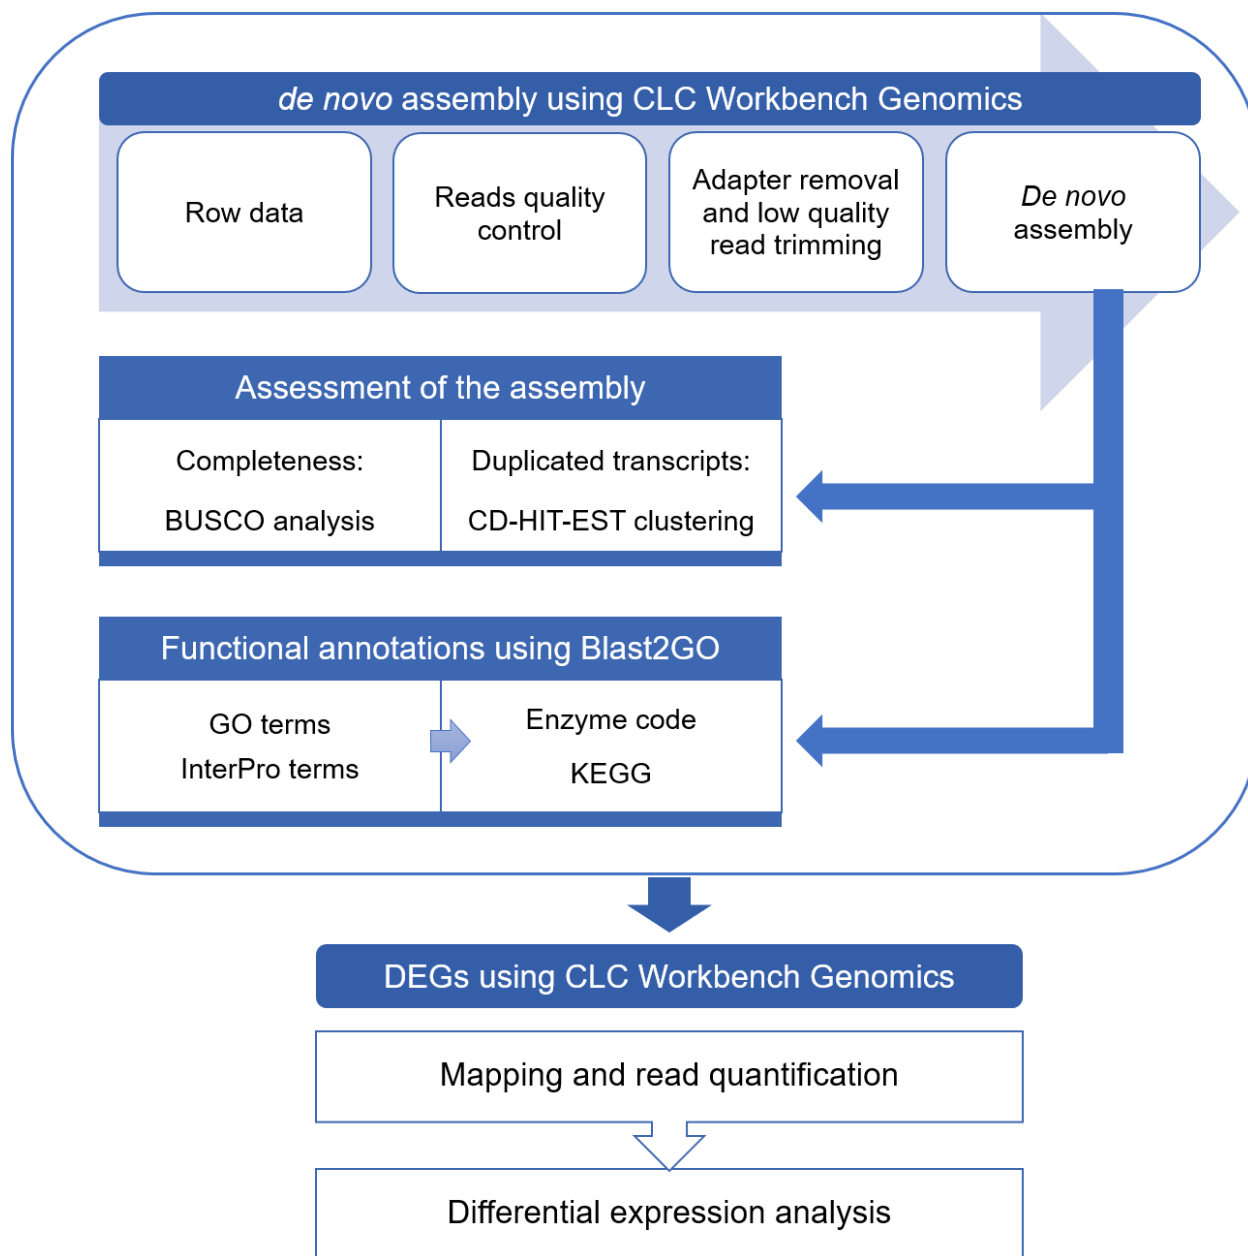 de novo assembly using CLC Workbench Genomics
Row data
Reads quality
control
Adapter removal
and low quality
read trimming
De novo
assembly
Assessment of the assembly
Completeness:
BUSCO analysis
Duplicated transcripts:
CD-HIT-EST clustering
Functional annotations using Blast2GO
GO terms
InterPro terms
Enzyme code
KEGG
DEGs using CLC Workbench Genomics
Mapping and read quantification
Differential expression analysis